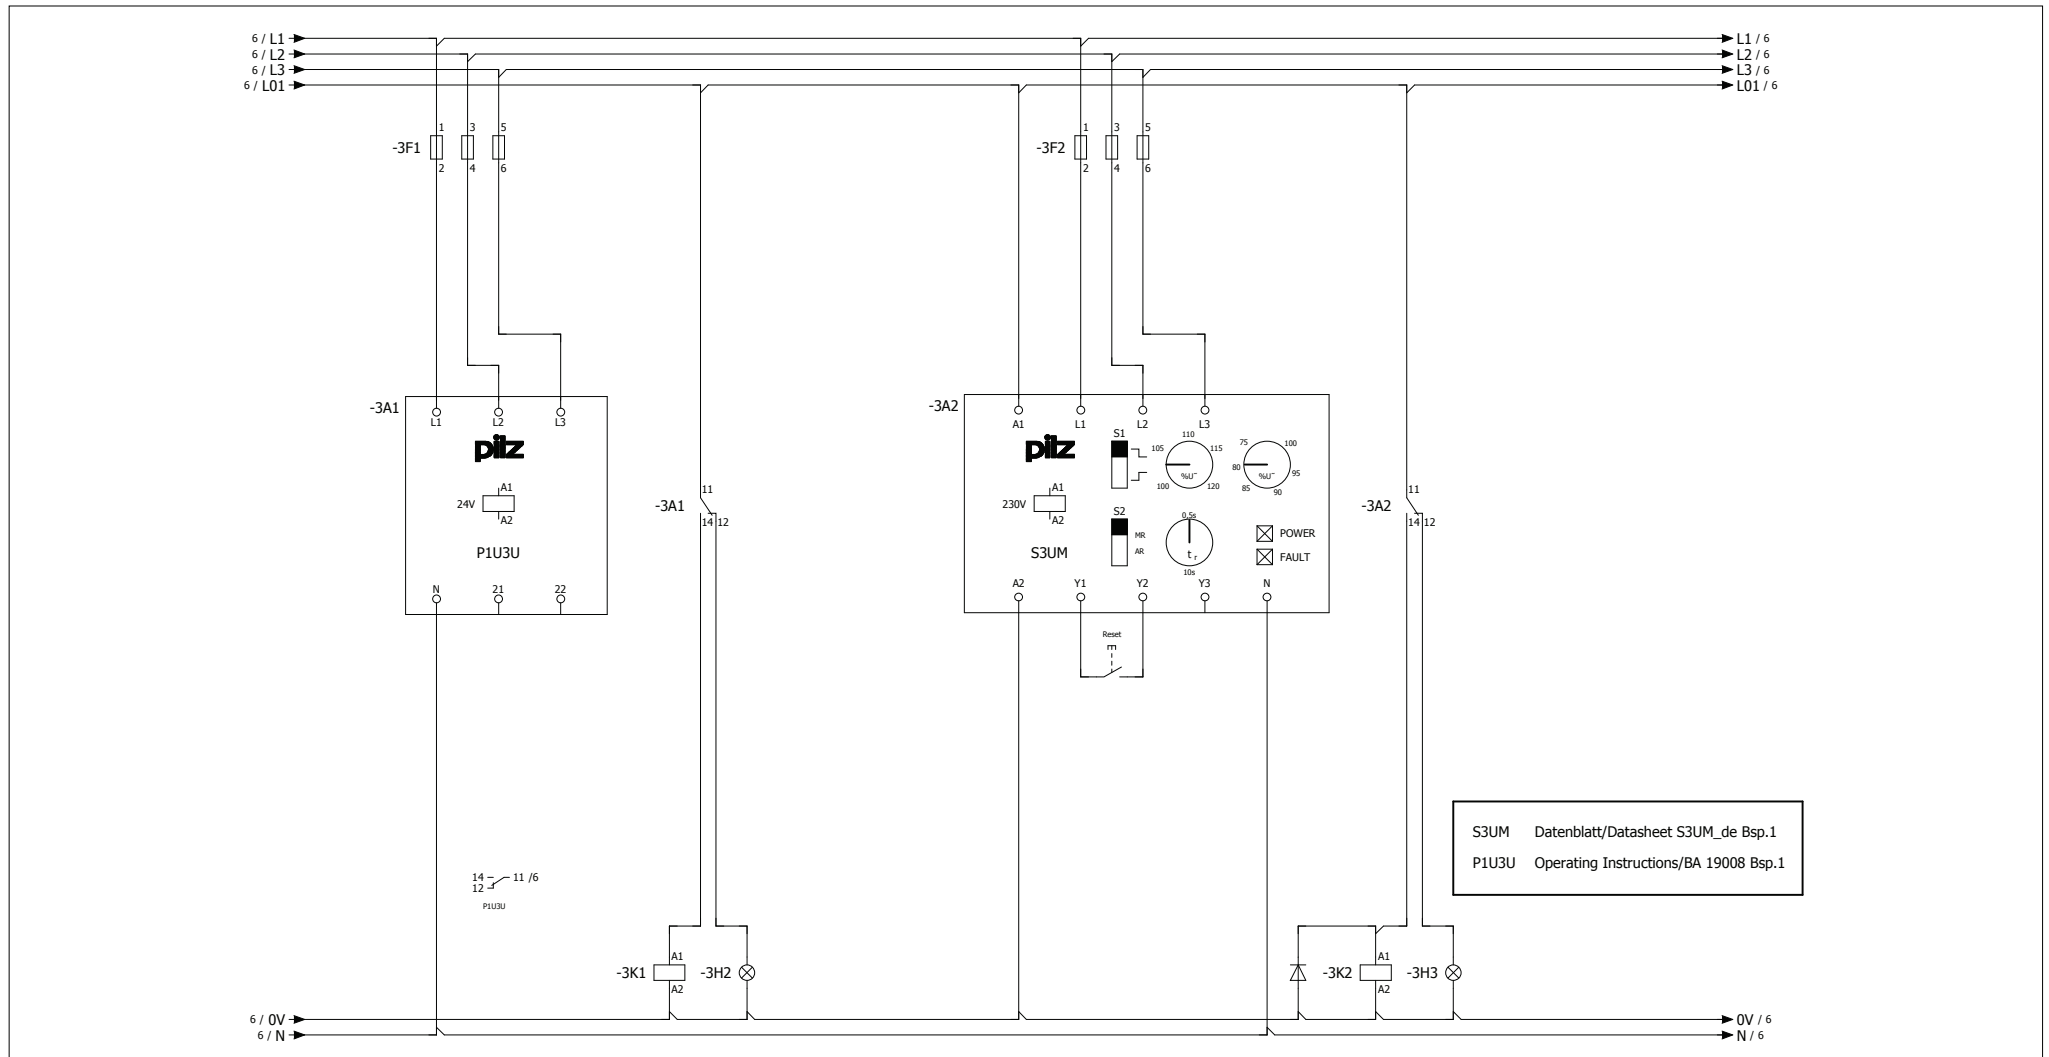 6 / L1
L1 / 6
6 / L2
L2 / 6
6 / L3
L3 / 6
6 / L01
L01 / 6
1 3 5
-3F1
2 4 6
1 3 5
-3F2
2 4 6
-3A1
L1 L2 L3
pilz
24V
A1
A2
P1U3U
N 21 22
-3A1
11
14 12
-3A2
A1 L1 L2 L3
pilz
230V
A1
A2
S3UM
S1
110
105 115
%U~
100 120
75 100
80 95
%U~
85 90
S2
MR
AR
0,5s
t r
10s
POWER
FAULT
A2 Y1 Y2 Y3 N
Reset
-3A2
11
14 12
S3UM Datenblatt/Datasheet S3UM_de Bsp.1
P1U3U Operating Instructions/BA 19008 Bsp.1
14 11 /6
12
P1U3U
-3K1
A1
A2
-3H2
-3K2
A1
A2
-3H3
6 / 0V
0V / 6
6 / N
N / 6